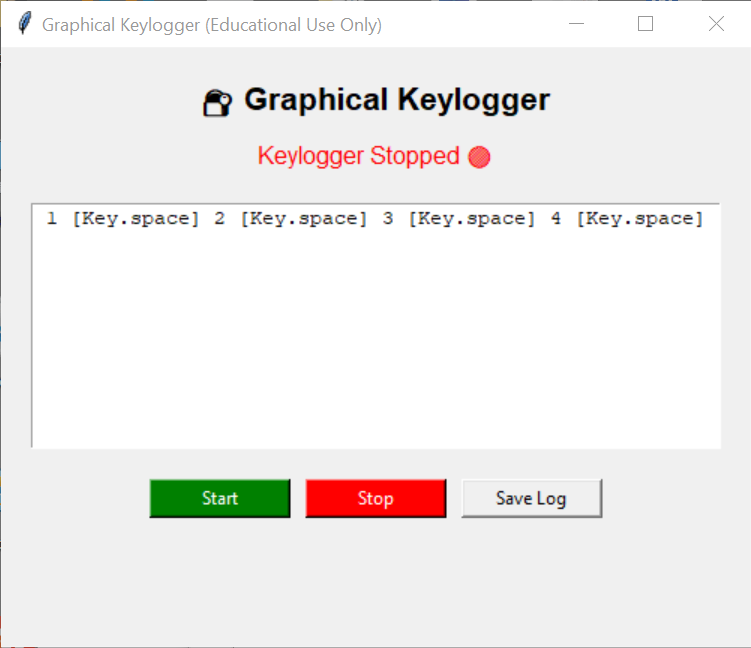 Graphical Keylogger (Educational Use Only)
Graphical Keylogger
Keylogger Stopped
1 [Key.space] 2 [Key.space] 3 [Key.space] 4 [Key.space]
Start Stop Save Log